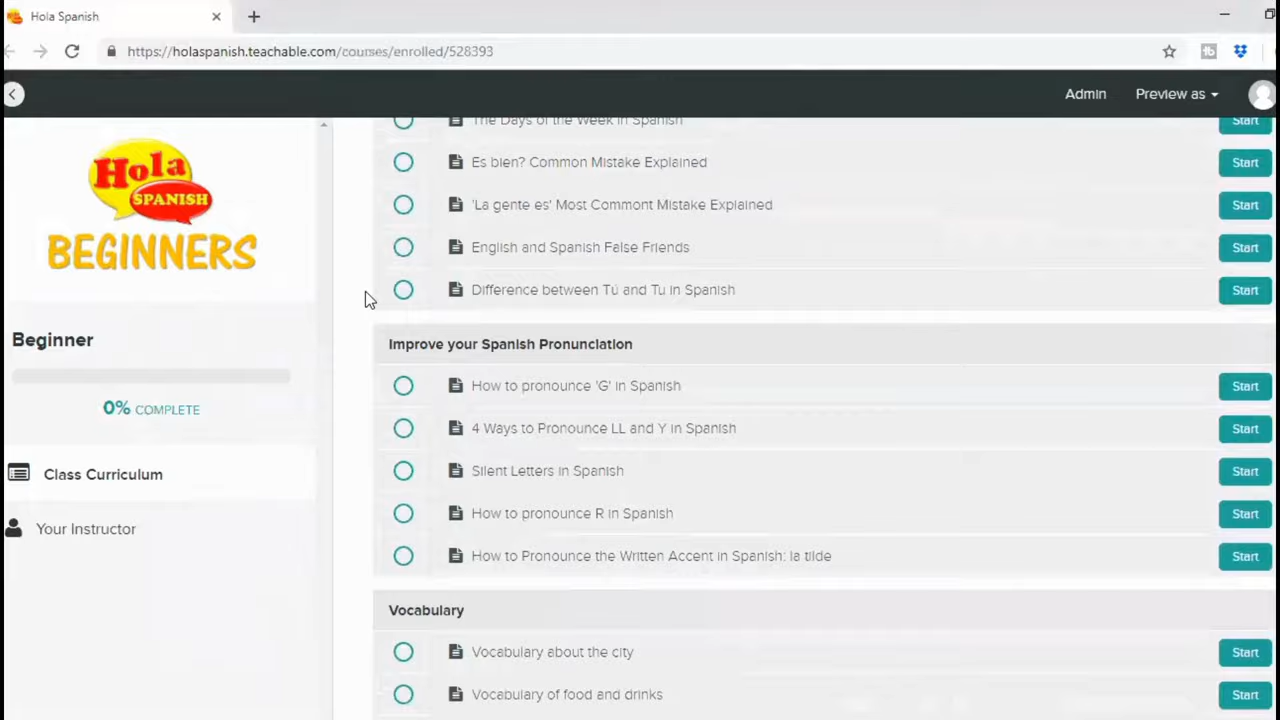 Hola Spanish
https://holaspanish.teachable.com/courses/enrolled/528393
Admin
Preview as
Hola
SPANISH
BEGINNERS
Beginner
0% COMPLETE
Class Curriculum
Your Instructor
The Days of the Week in Spanish
Start
Es bien? Common Mistake Explained
Start
'La gente es' Most Commont Mistake Explained
Start
English and Spanish False Friends
Start
Difference between Tú and Tu in Spanish
Start
Improve your Spanish Pronunciation
How to pronounce 'G' in Spanish
Start
4 Ways to Pronounce LL and Y in Spanish
Start
Silent Letters in Spanish
Start
How to pronounce R in Spanish
Start
How to Pronounce the Written Accent in Spanish: la tilde
Start
Vocabulary
Vocabulary about the city
Start
Vocabulary of food and drinks
Start